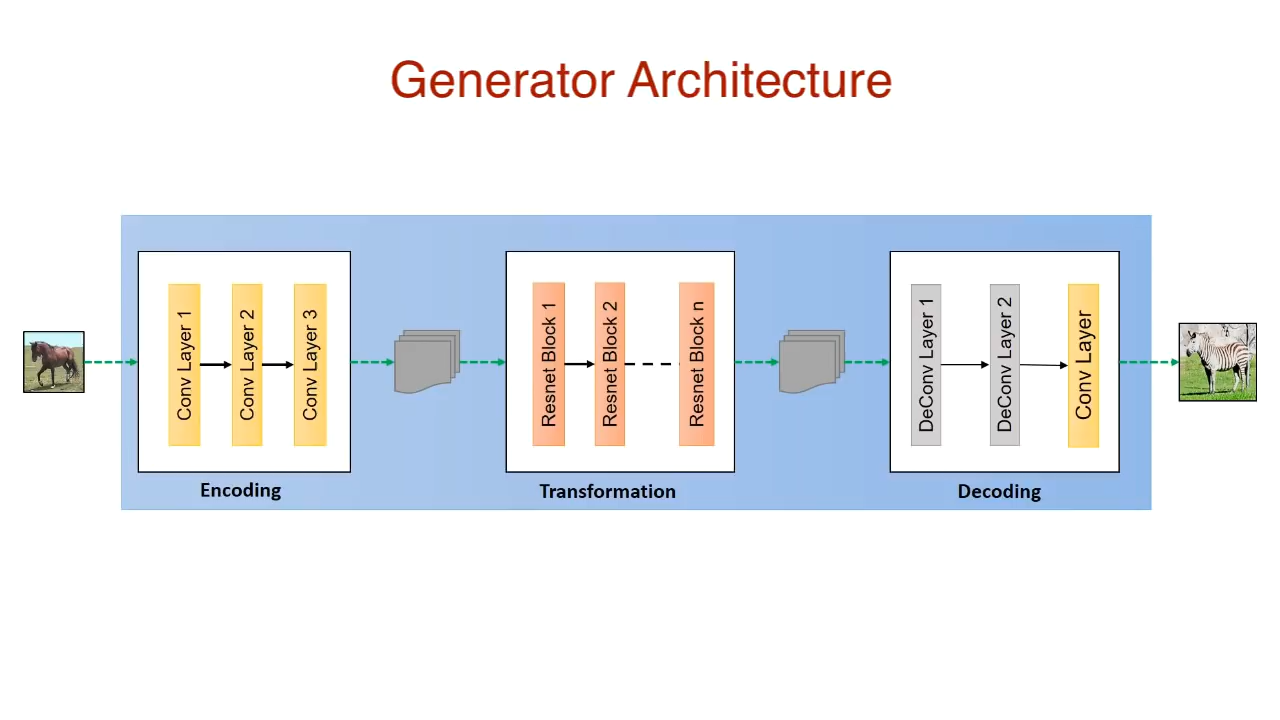 Generator Architecture
Conv Layer 1
Conv Layer 2
Conv Layer 3
Encoding
Resnet Block 1
Resnet Block 2
Resnet Block n
Transformation
DeConv Layer 1
DeConv Layer 2
Conv Layer
Decoding